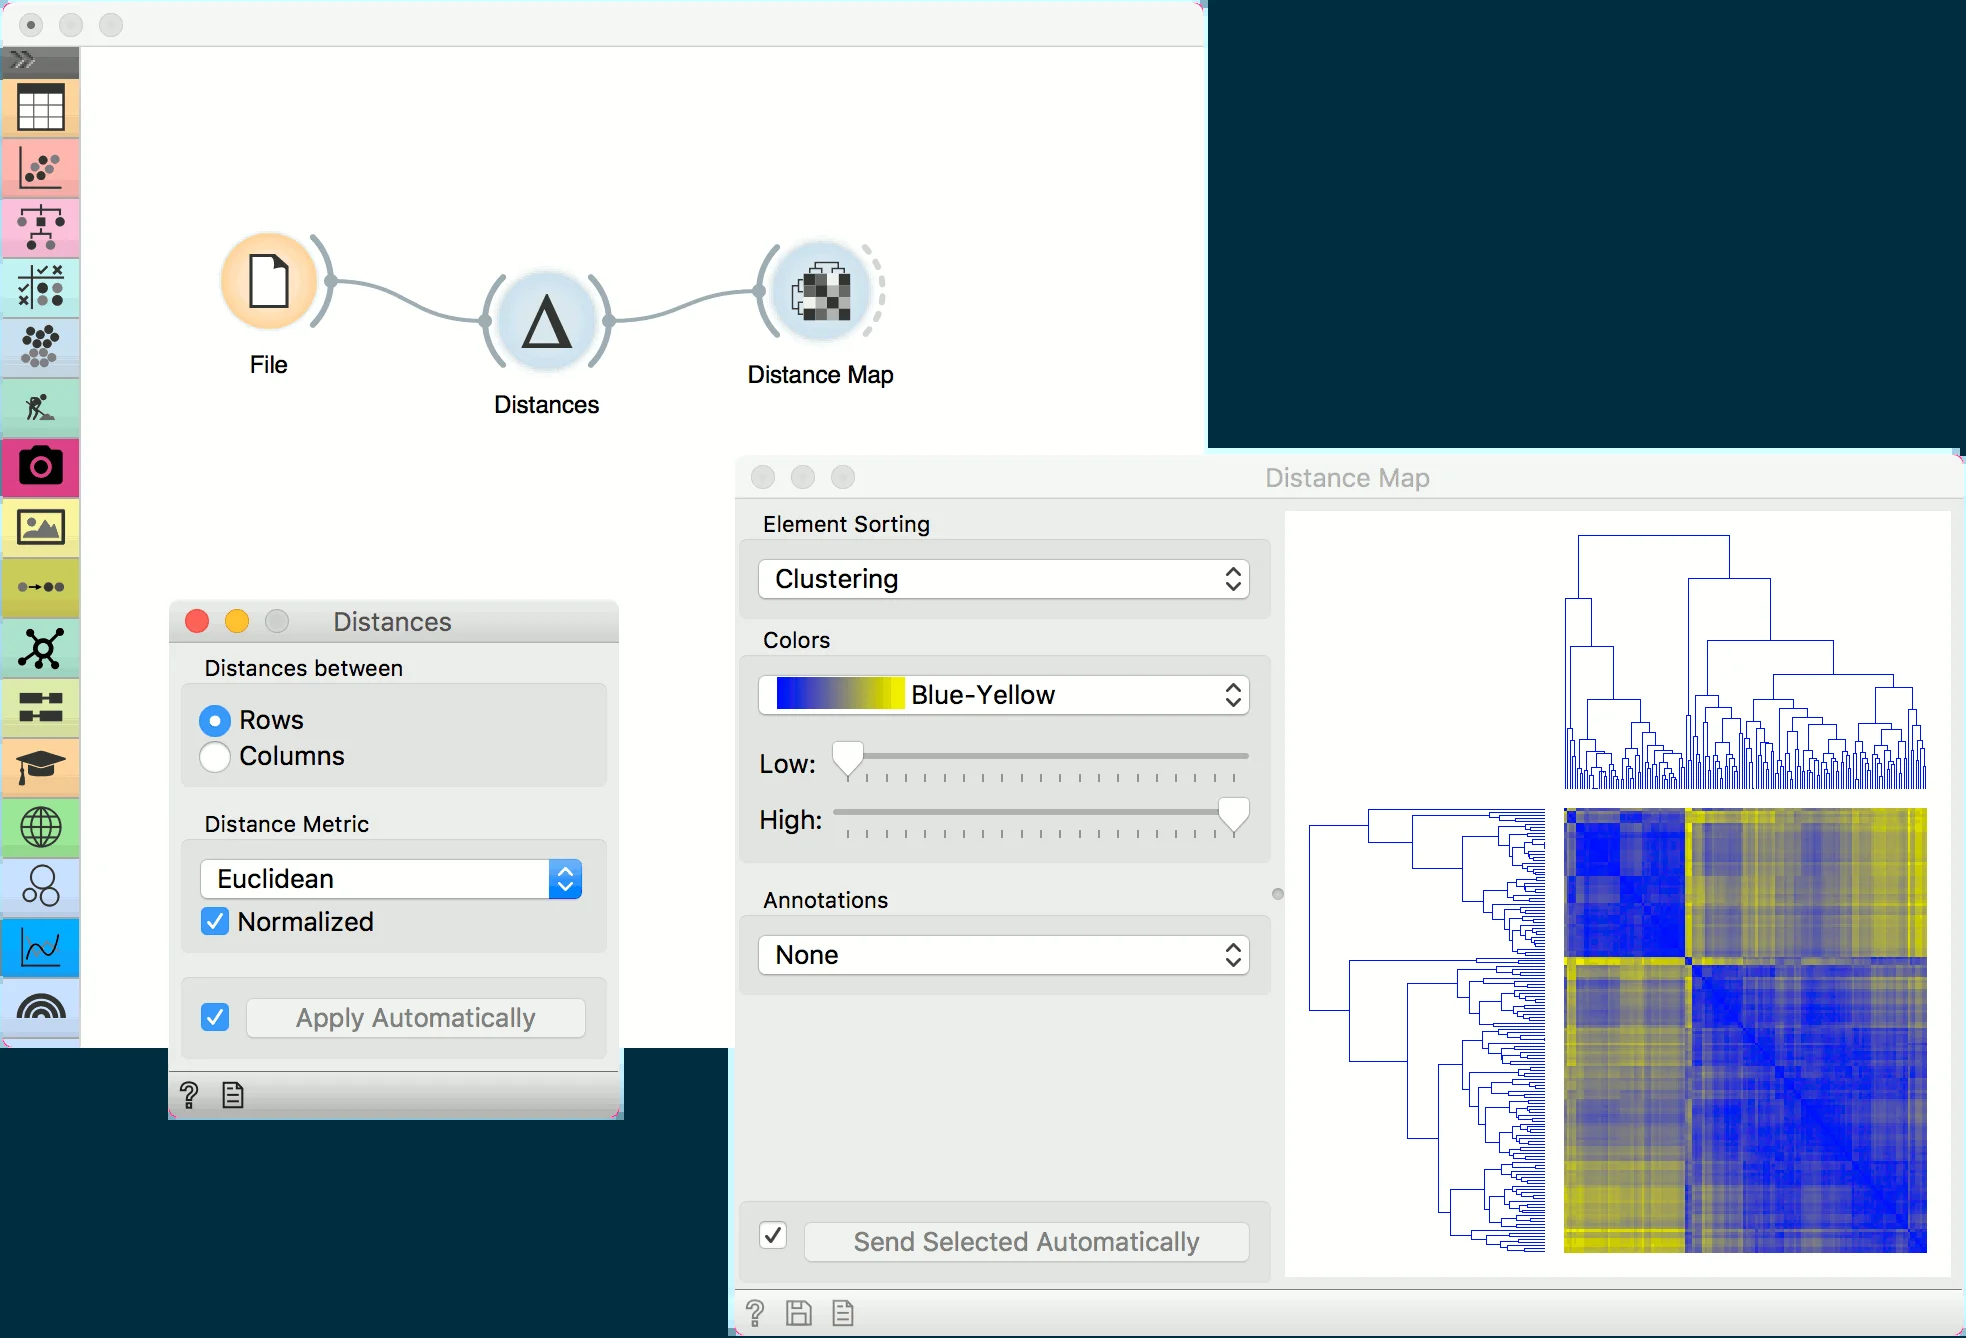 File
Distances
Distance Map
Distances
Distances between
Rows
Columns
Distance Metric
Euclidean
Normalized
Apply Automatically
?
Distance Map
Element Sorting
Clustering
Colors
Blue-Yellow
Low:
High:
Annotations
None
Send Selected Automatically
?